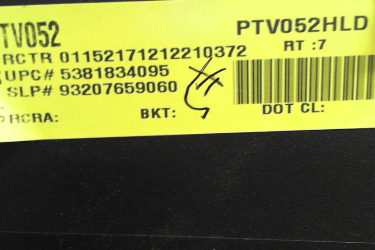 TV052 PTV052HLD
RCTR 01152171212210372 RT :7
UPC# 5381834095
SLP# 93207659060
RCRA: BKT: DOT CL: